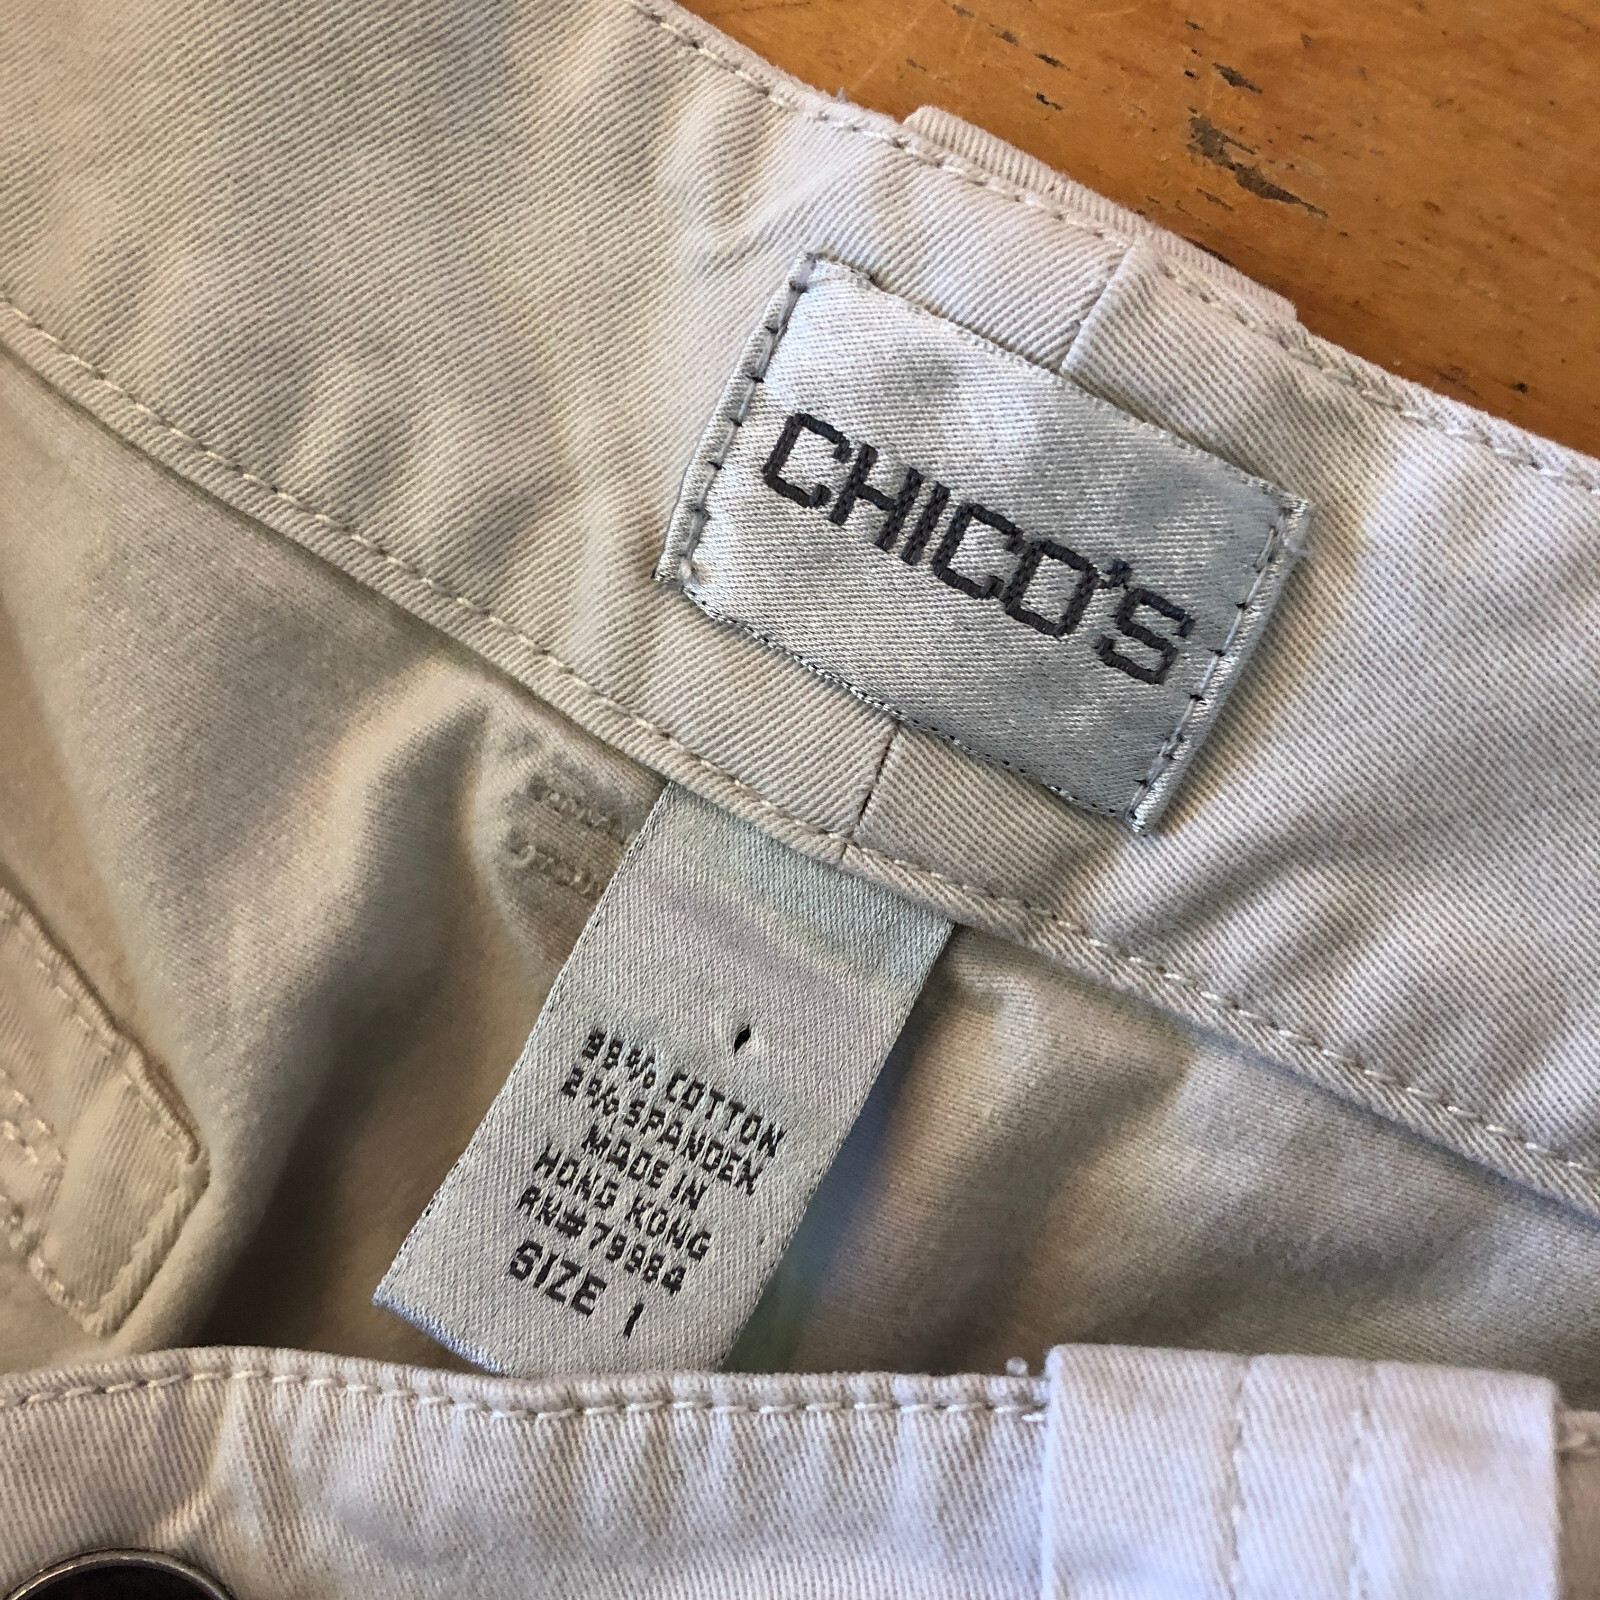 CHICO'S
98% COTTON
2% SPANDEX
MADE IN
HONG KONG
RN#79984
SIZE 1